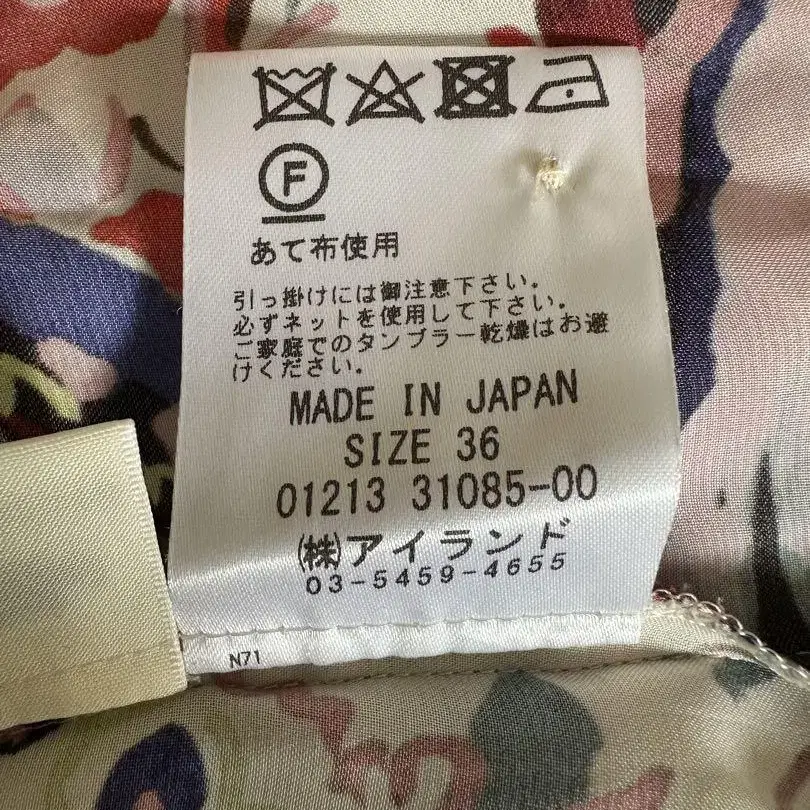 F
あて布使用
引っ掛けには御注意下さい。
必ずネットを使用して下さい。
ご家庭でのタンブラー乾燥はお避
けください。
MADE IN JAPAN
SIZE 36
01213 31085-00
(株)アイランド
03-5459-4655
N71